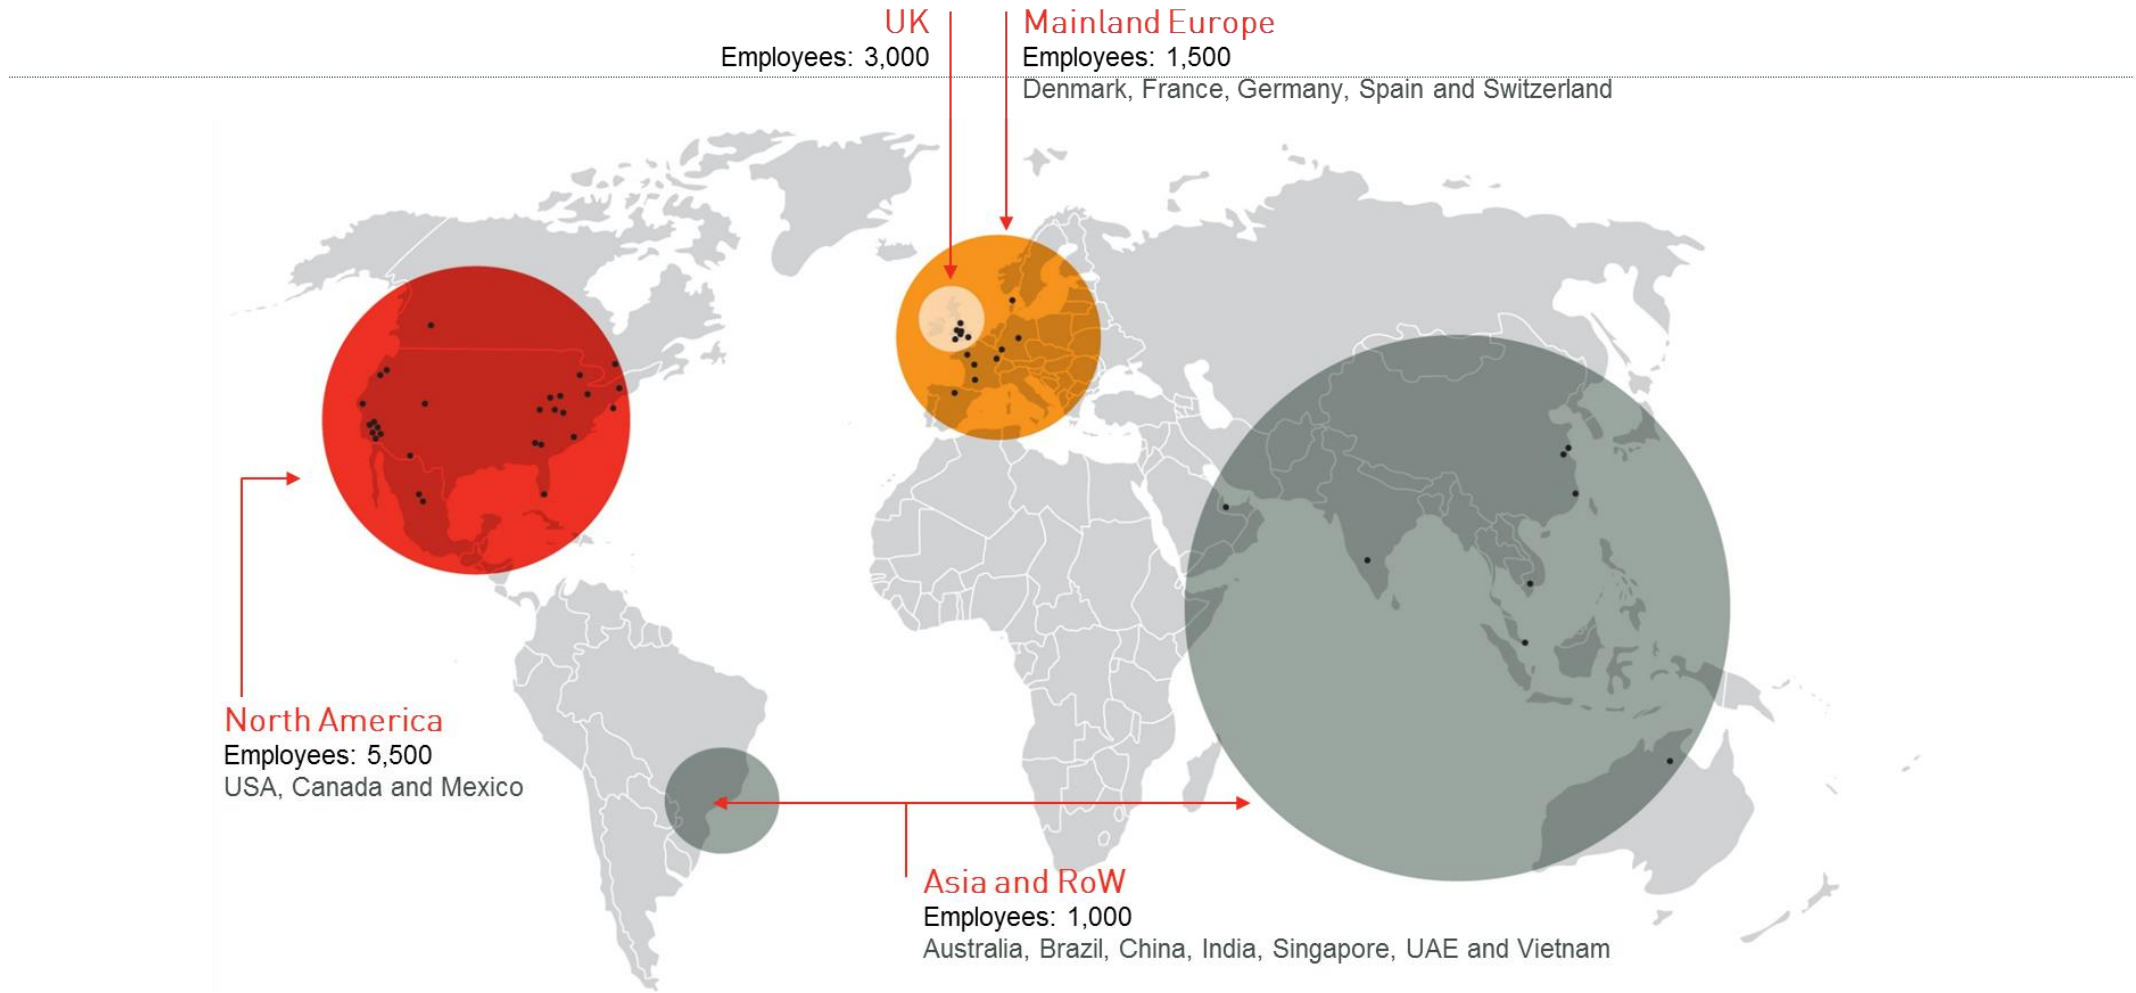 UK
Employees: 3,000
Mainland Europe
Employees: 1,500
Denmark, France, Germany, Spain and Switzerland
North America
Employees: 5,500
USA, Canada and Mexico
Asia and RoW
Employees: 1,000
Australia, Brazil, China, India, Singapore, UAE and Vietnam